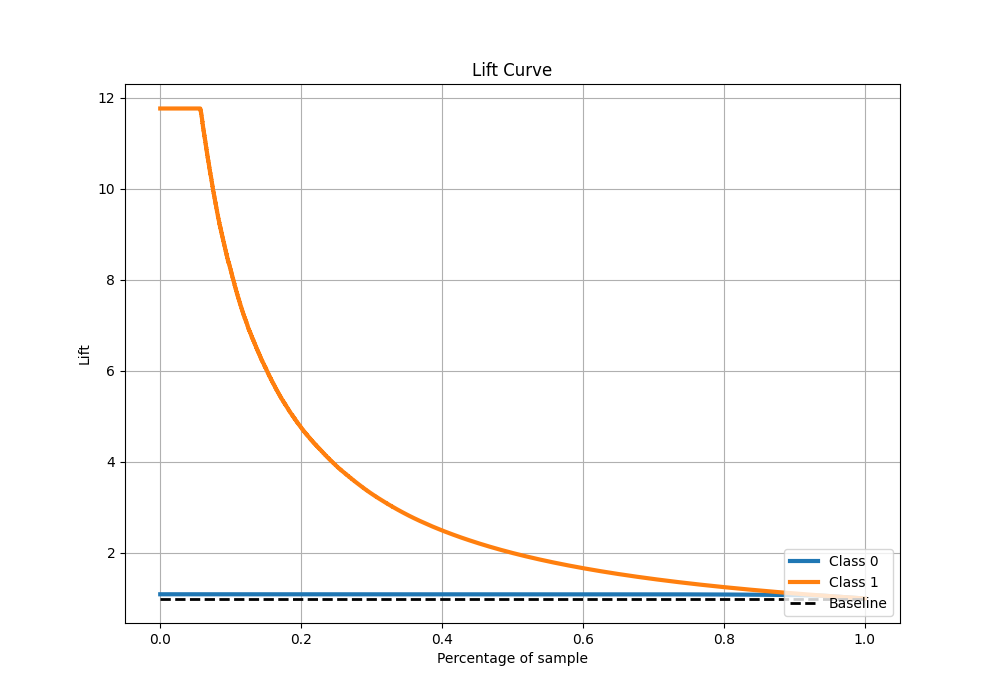 Lift Curve
12
10
8
6
4
2
Lift
0.0 0.2 0.4 0.6 0.8 1.0
Percentage of sample
Class 0
Class 1
Baseline